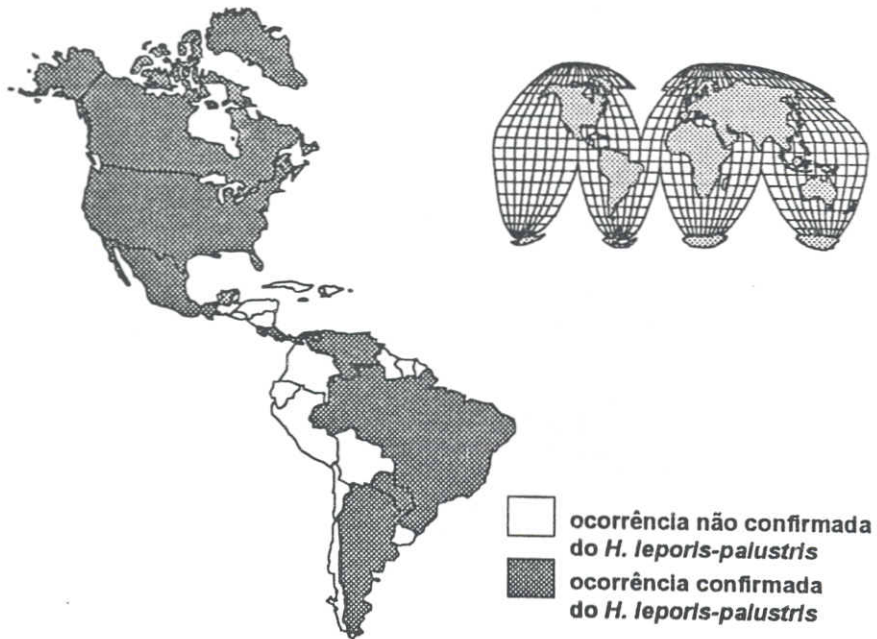 ocorrência não confirmada
do H. leporis-palustris
ocorrência confirmada
do H. leporis-palustris